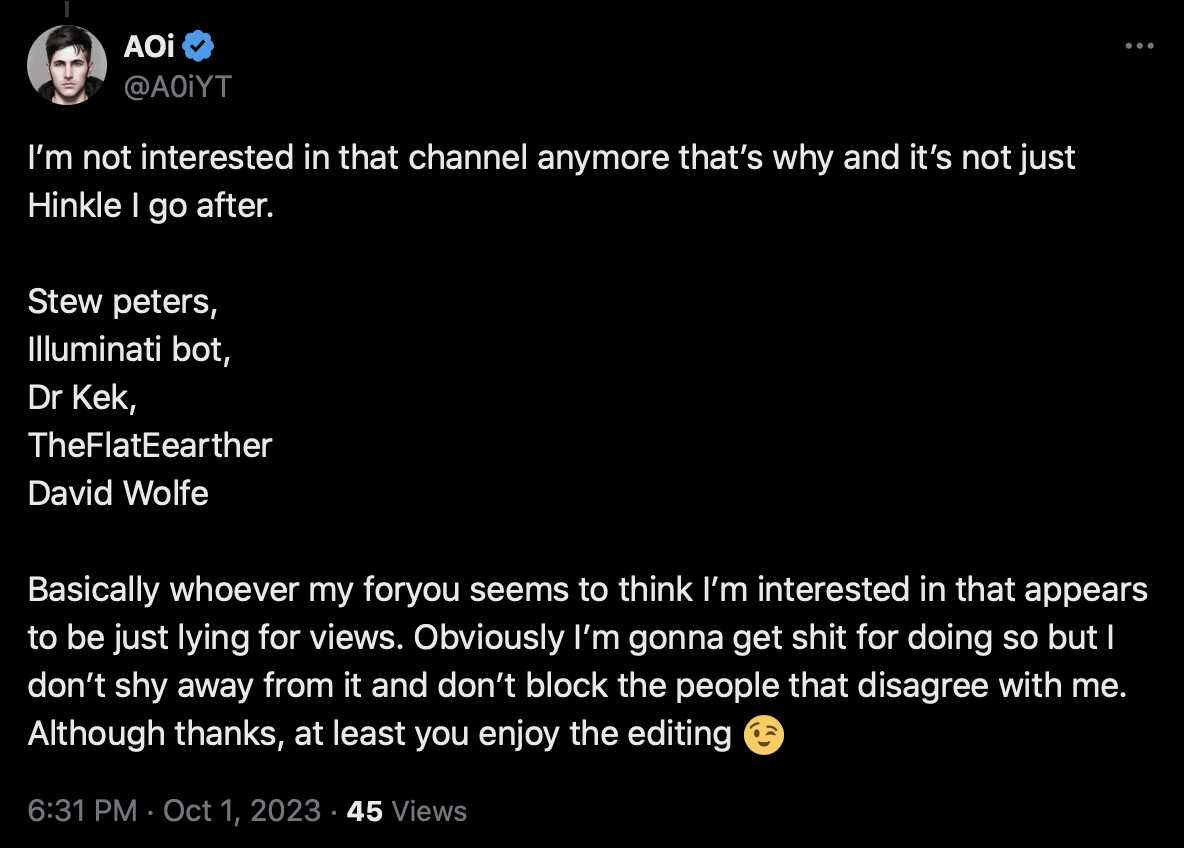 AOi
@A0iYT
I’m not interested in that channel anymore that’s why and it’s not just
Hinkle I go after.
Stew peters,
Illuminati bot,
Dr Kek,
TheFlatEearther
David Wolfe
Basically whoever my foryou seems to think I’m interested in that appears
to be just lying for views. Obviously I’m gonna get shit for doing so but I
don’t shy away from it and don’t block the people that disagree with me.
Although thanks, at least you enjoy the editing 😉
6:31 PM · Oct 1, 2023 · 45 Views